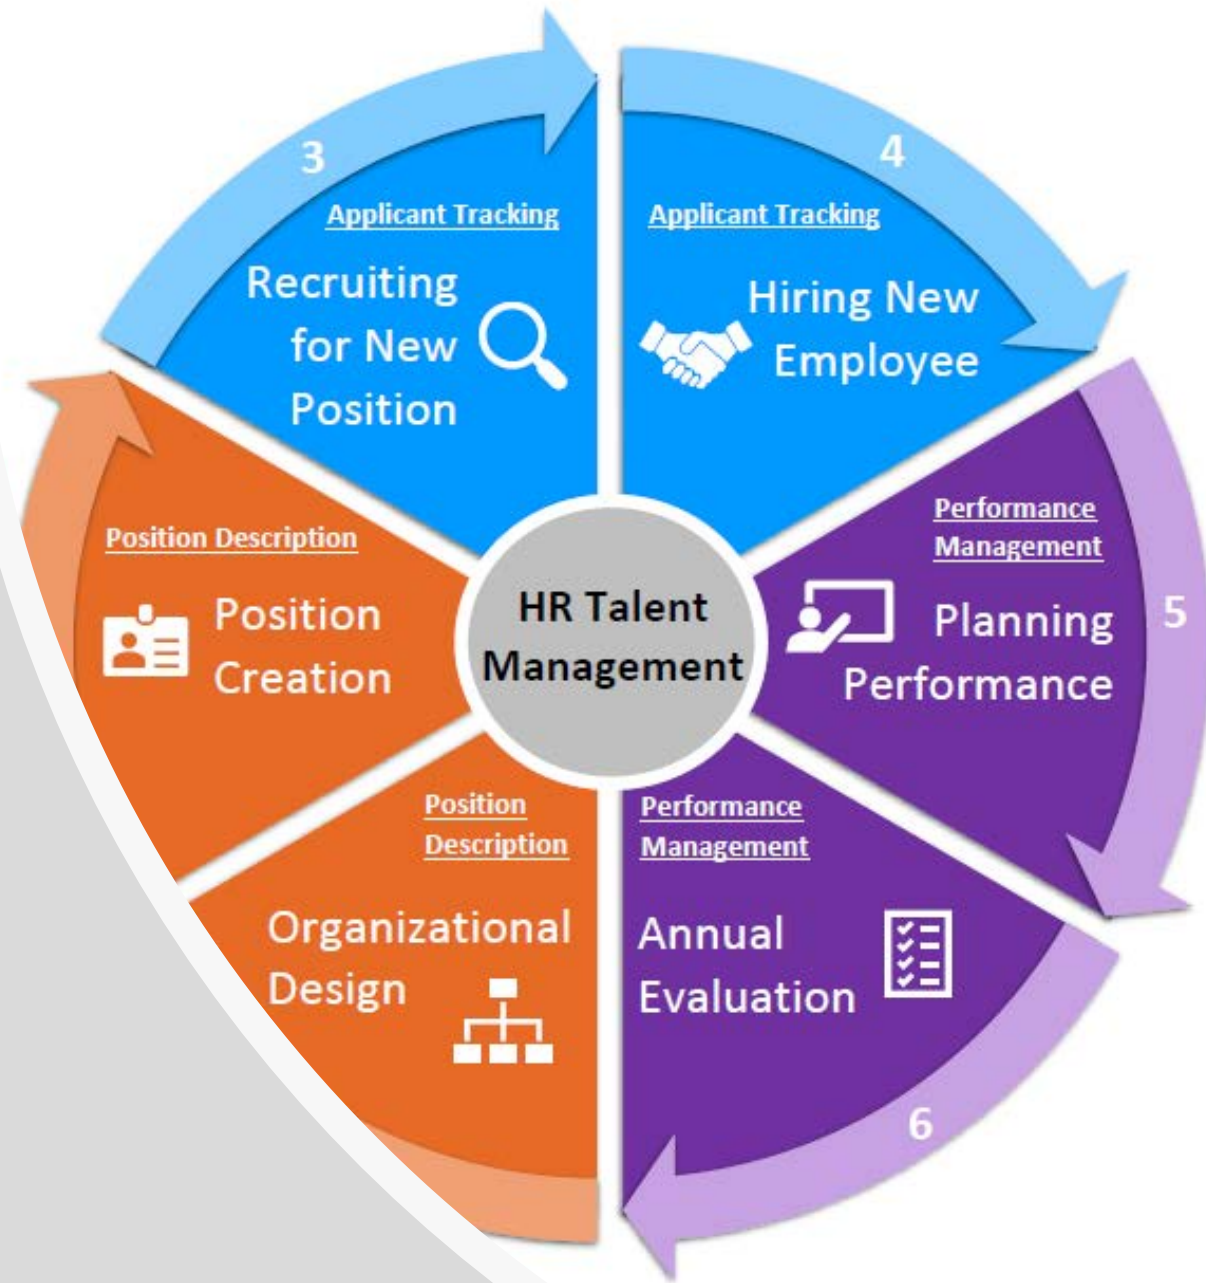 3
Applicant Tracking
Recruiting
for New
Position
4
Applicant Tracking
Hiring New
Employee
5
Performance
Management
Planning
Performance
6
Performance
Management
Annual
Evaluation
Position
Description
Organizational
Design
Position Description
Position
Creation
HR Talent
Management